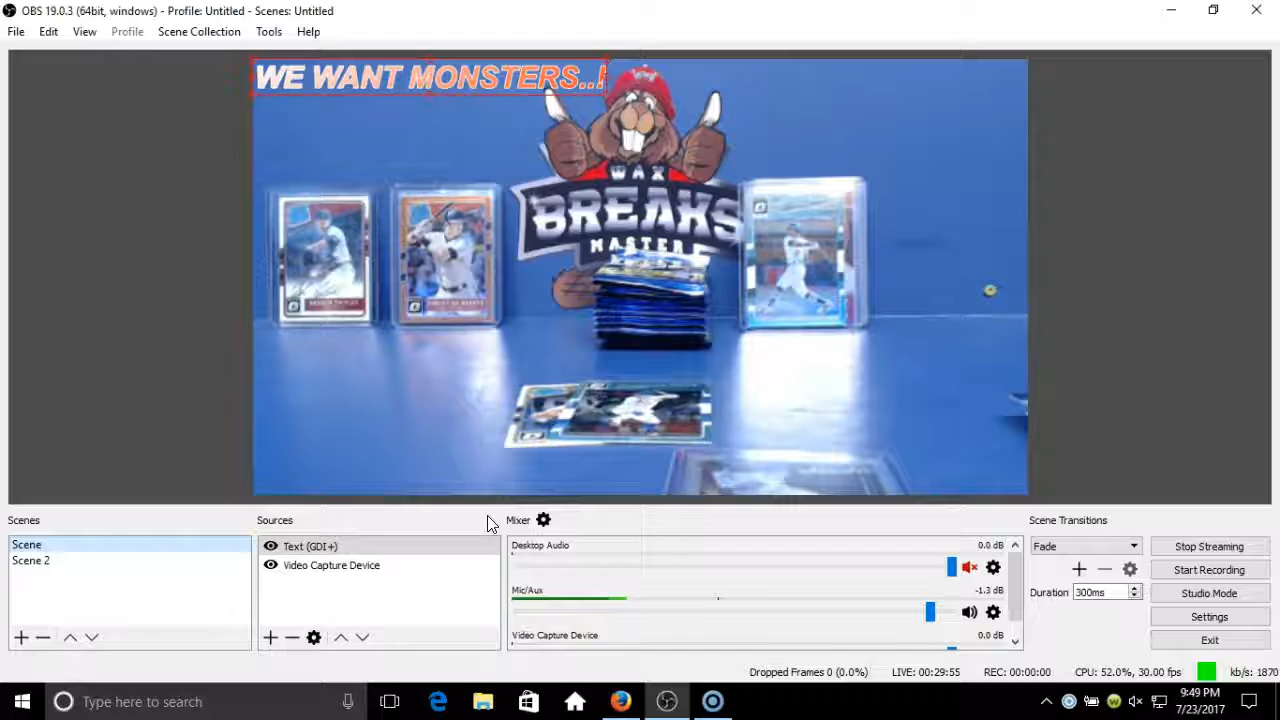 OBS 19.0.3 (64bit, windows) - Profile: Untitled - Scenes: Untitled
File Edit View Profile Scene Collection Tools Help
WE WANT MONSTERS..!
WAX
BREAKS
MASTER
Scenes
Scene
Scene 2
Sources
Text (GDI+)
Video Capture Device
Mixer
Desktop Audio 0.0 dB
Mic/Aux -1.3 dB
Video Capture Device 0.0 dB
Scene Transitions
Fade
Duration 300ms
Stop Streaming
Start Recording
Studio Mode
Settings
Exit
Dropped Frames 0 (0.0%) LIVE: 00:29:55 REC: 00:00:00 CPU: 52.0%, 30.00 fps kb/s: 1870
Type here to search
9:49 PM
7/23/2017